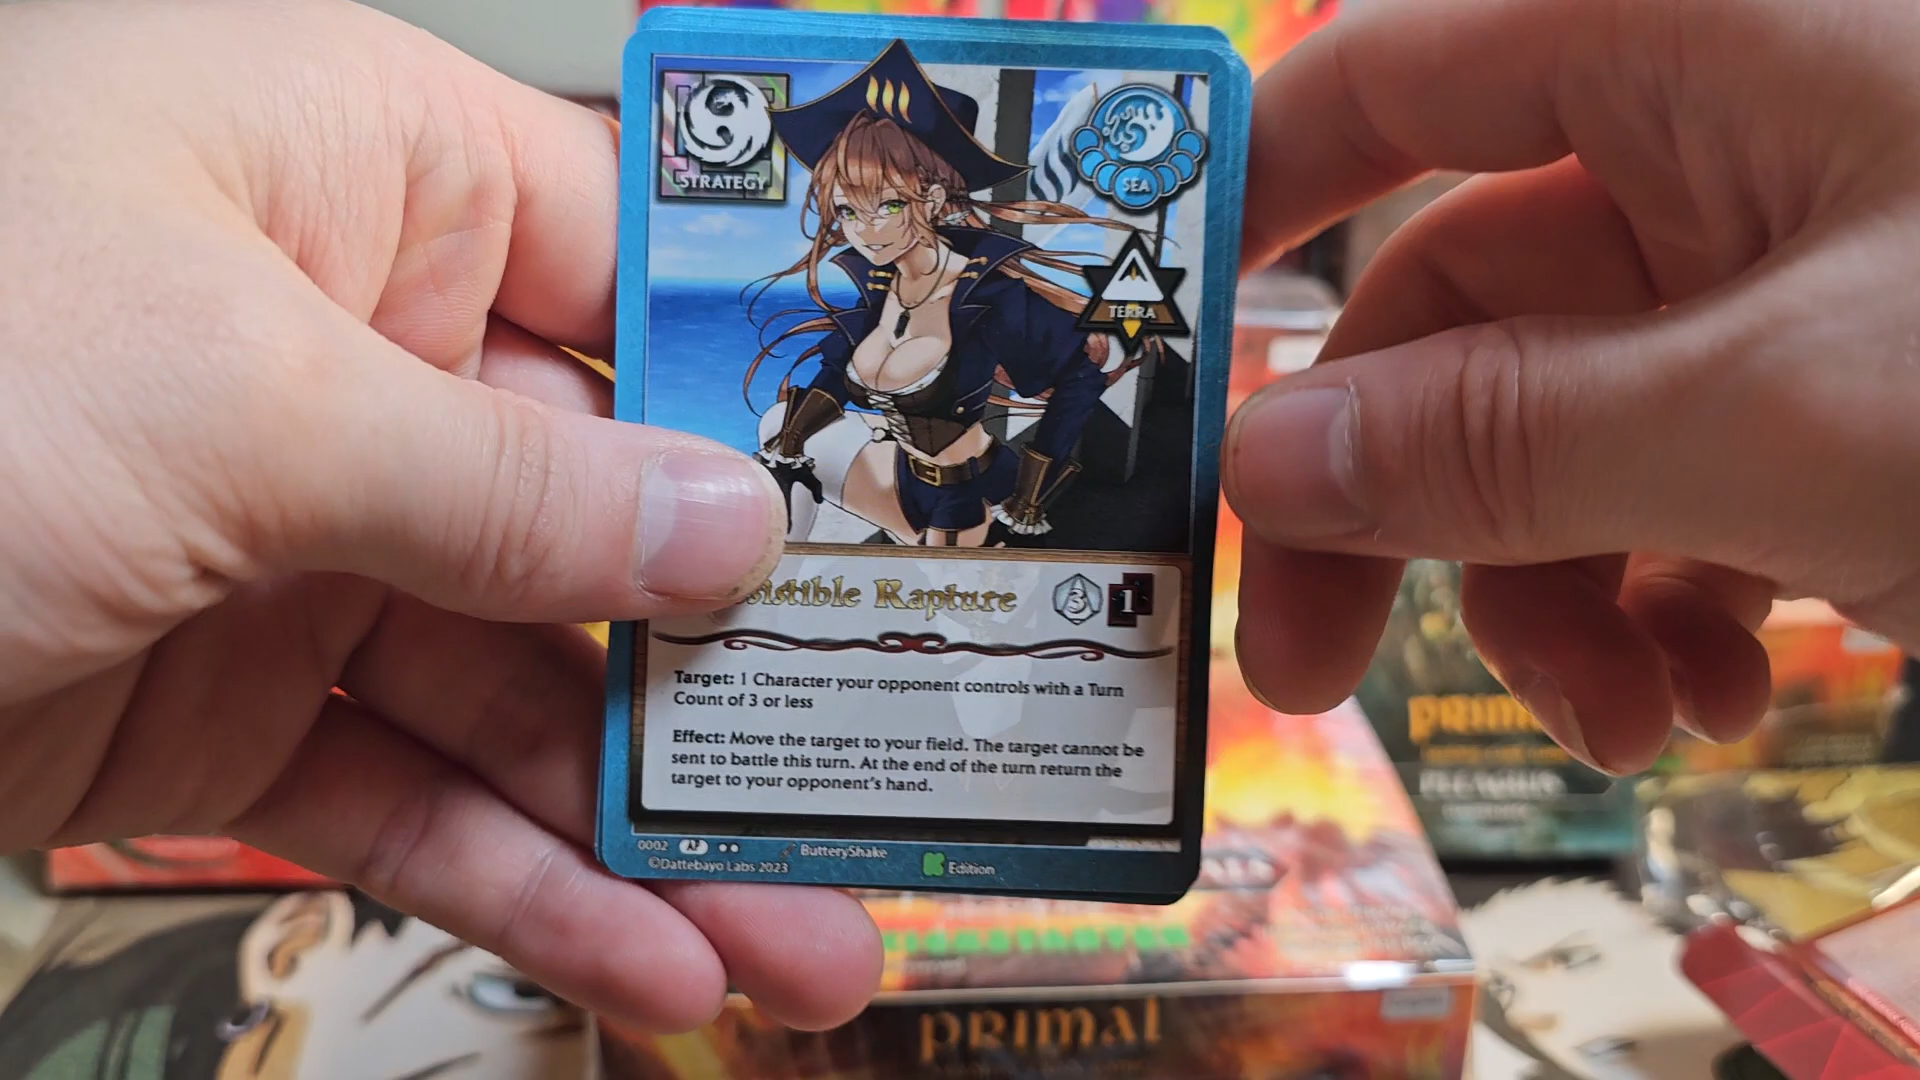 STRATEGY
SEA
TERRA
sistible Rapture
3
1
Target: 1 Character your opponent controls with a Turn
Count of 3 or less
Effect: Move the target to your field. The target cannot be
sent to battle this turn. At the end of the turn return the
target to your opponent's hand.
0002 AP
ButteryShake
©Dattebayo Labs 2023
K Edition
KICKSTARTER
PRIMAL